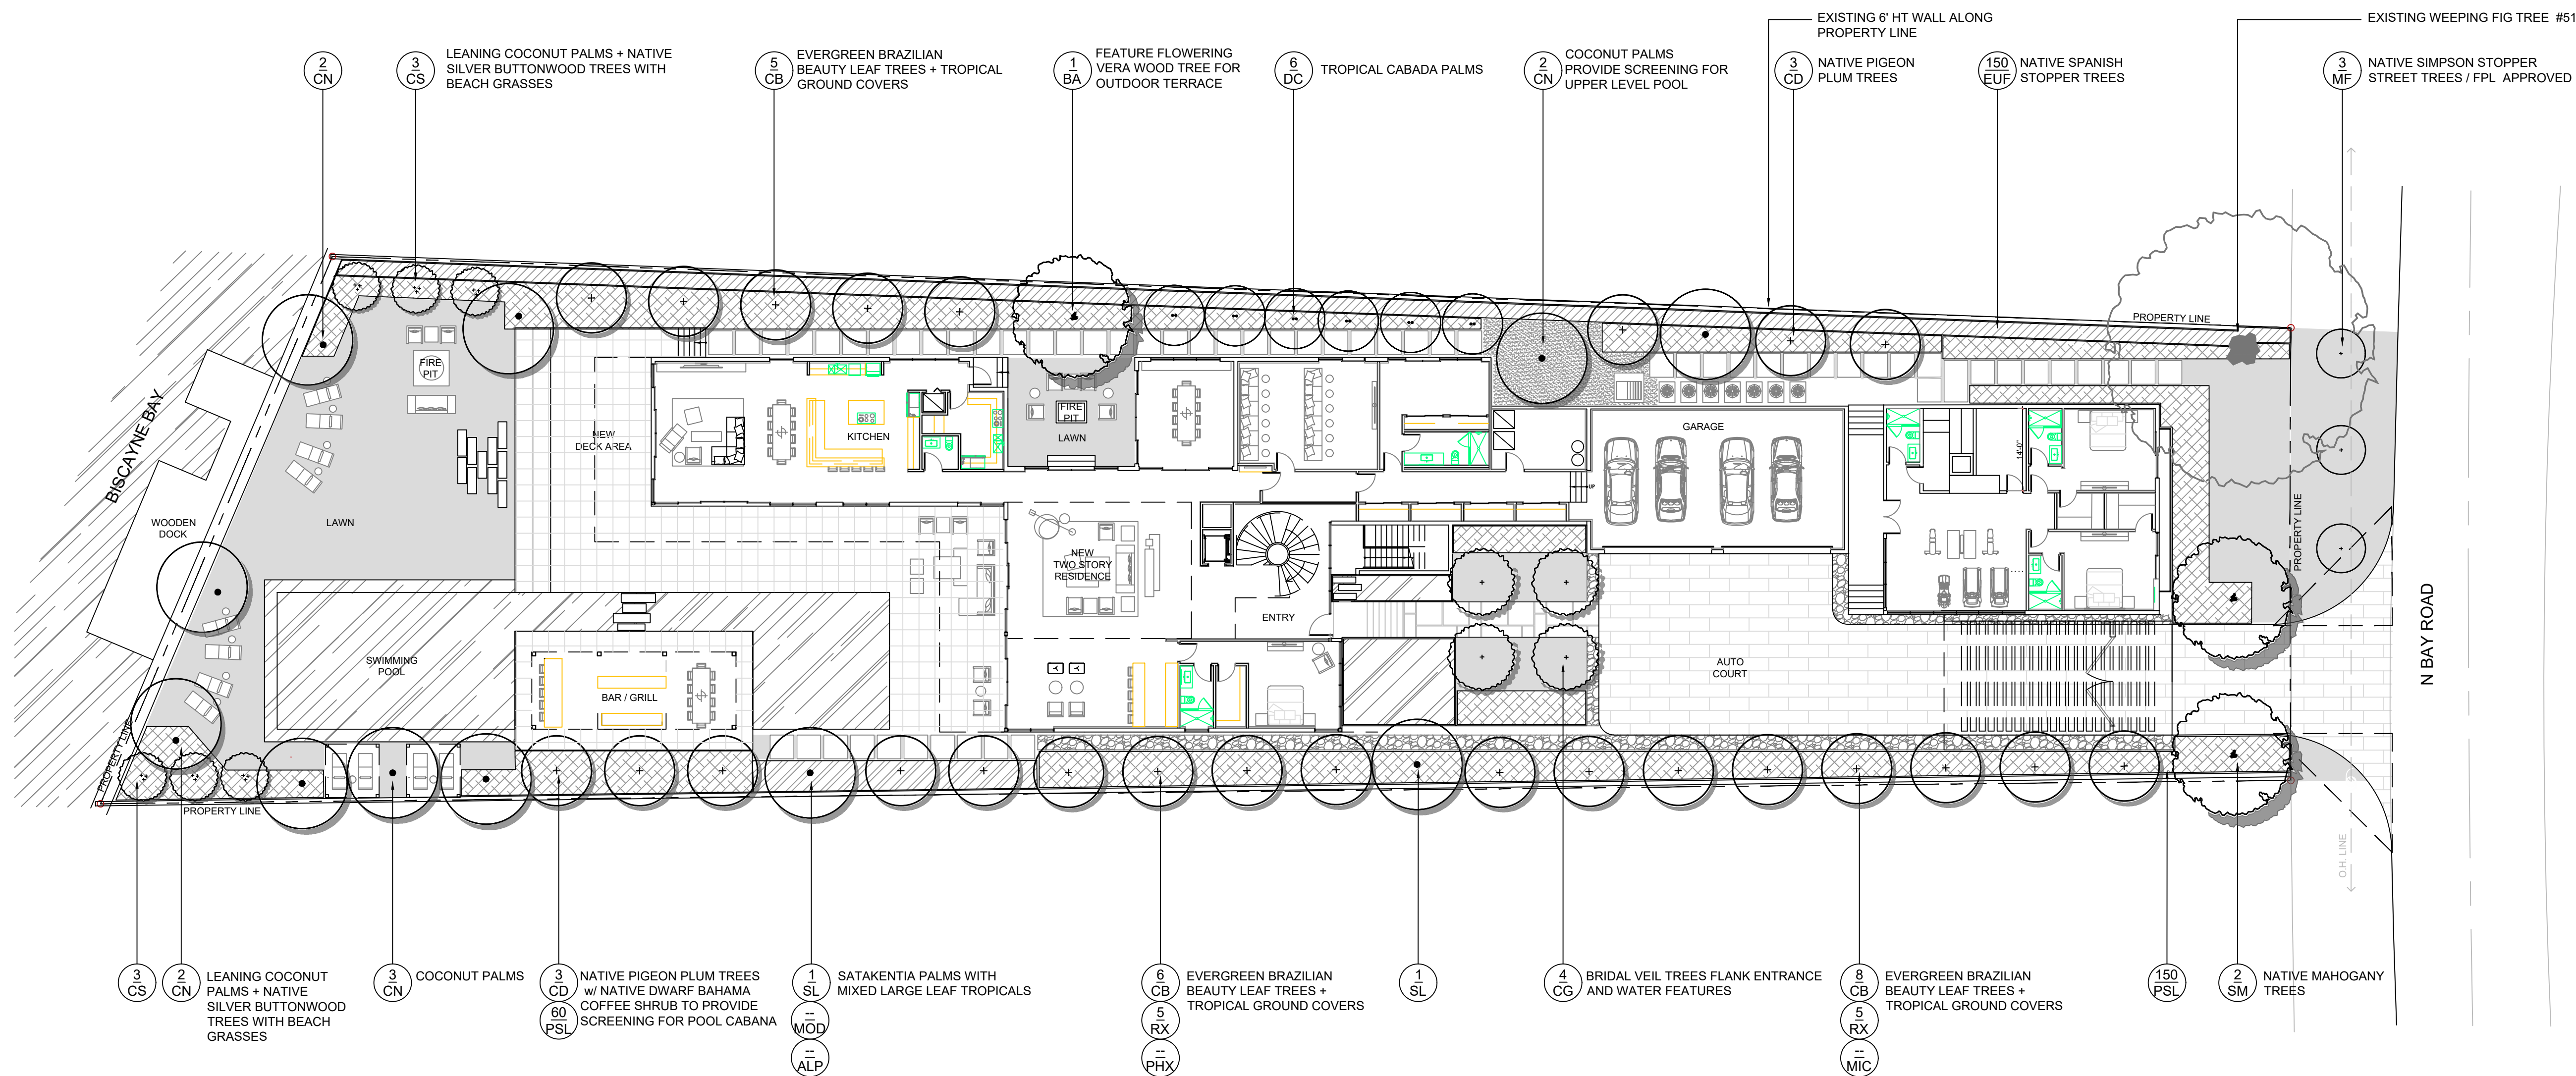 EXISTING 6' HT WALL ALONG
PROPERTY LINE
EXISTING WEEPING FIG TREE #51
2
CN
3
CS
LEANING COCONUT PALMS + NATIVE
SILVER BUTTONWOOD TREES WITH
BEACH GRASSES
5
CB
EVERGREEN BRAZILIAN
BEAUTY LEAF TREES + TROPICAL
GROUND COVERS
1
BA
FEATURE FLOWERING
VERA WOOD TREE FOR
OUTDOOR TERRACE
6
DC
TROPICAL CABADA PALMS
2
CN
COCONUT PALMS
PROVIDE SCREENING FOR
UPPER LEVEL POOL
3
CD
NATIVE PIGEON
PLUM TREES
150
EUF
NATIVE SPANISH
STOPPER TREES
3
MF
NATIVE SIMPSON STOPPER
STREET TREES / FPL APPROVED
PROPERTY LINE
BISCAYNE BAY
FIRE
PIT
NEW
DECK AREA
KITCHEN
FIRE
PIT
LAWN
GARAGE
14'-0"
UP
PROPERTY LINE
WOODEN
DOCK
LAWN
NEW
TWO STORY
RESIDENCE
ENTRY
SWIMMING
POOL
BAR / GRILL
AUTO
COURT
N BAY ROAD
PROPERTY LINE
PROPERTY LINE
O.H. LINE
3
CS
2
CN
LEANING COCONUT
PALMS + NATIVE
SILVER BUTTONWOOD
TREES WITH BEACH
GRASSES
3
CN
COCONUT PALMS
3
CD
60
PSL
NATIVE PIGEON PLUM TREES
w/ NATIVE DWARF BAHAMA
COFFEE SHRUB TO PROVIDE
SCREENING FOR POOL CABANA
1
SL
--
MOD
--
ALP
SATAKENTIA PALMS WITH
MIXED LARGE LEAF TROPICALS
6
CB
5
RX
--
PHX
EVERGREEN BRAZILIAN
BEAUTY LEAF TREES +
TROPICAL GROUND COVERS
1
SL
4
CG
BRIDAL VEIL TREES FLANK ENTRANCE
AND WATER FEATURES
8
CB
5
RX
--
MIC
EVERGREEN BRAZILIAN
BEAUTY LEAF TREES +
TROPICAL GROUND COVERS
150
PSL
2
SM
NATIVE MAHOGANY
TREES